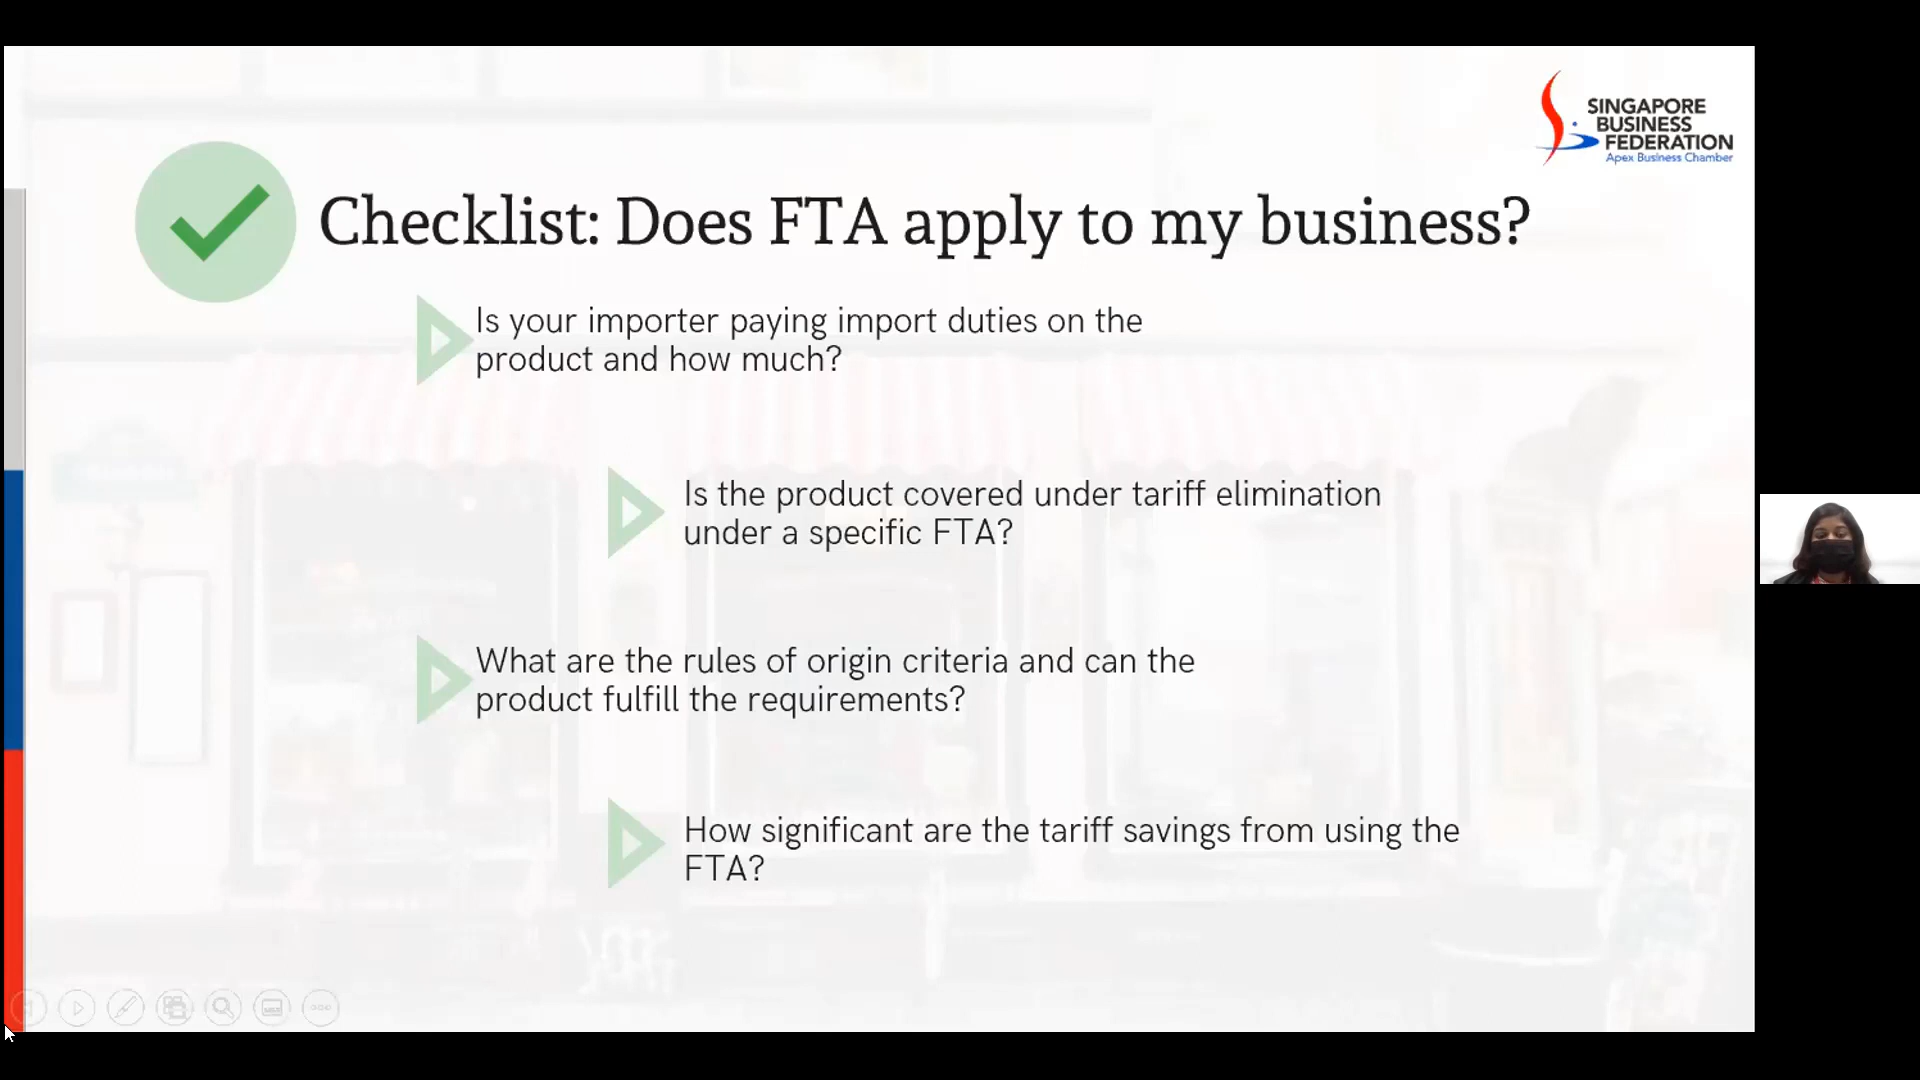 SINGAPORE
BUSINESS
FEDERATION
Apex Business Chamber
Checklist: Does FTA apply to my business?
Is your importer paying import duties on the
product and how much?
Is the product covered under tariff elimination
under a specific FTA?
What are the rules of origin criteria and can the
product fulfill the requirements?
How significant are the tariff savings from using the
FTA?